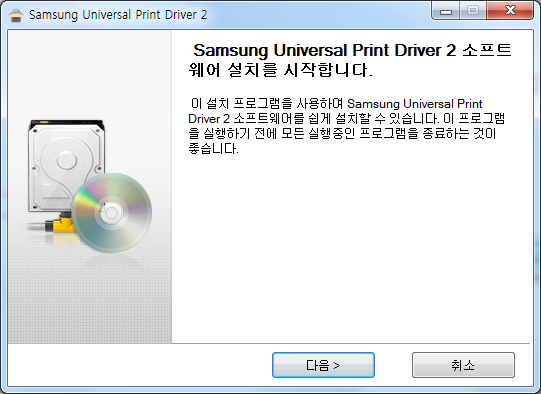 Samsung Universal Print Driver 2
Samsung Universal Print Driver 2 소프트
웨어 설치를 시작합니다.
이 설치 프로그램을 사용하여 Samsung Universal Print
Driver 2 소프트웨어를 쉽게 설치할 수 있습니다. 이 프로그램
을 실행하기 전에 모든 실행중인 프로그램을 종료하는 것이
좋습니다.
다음 >
취소